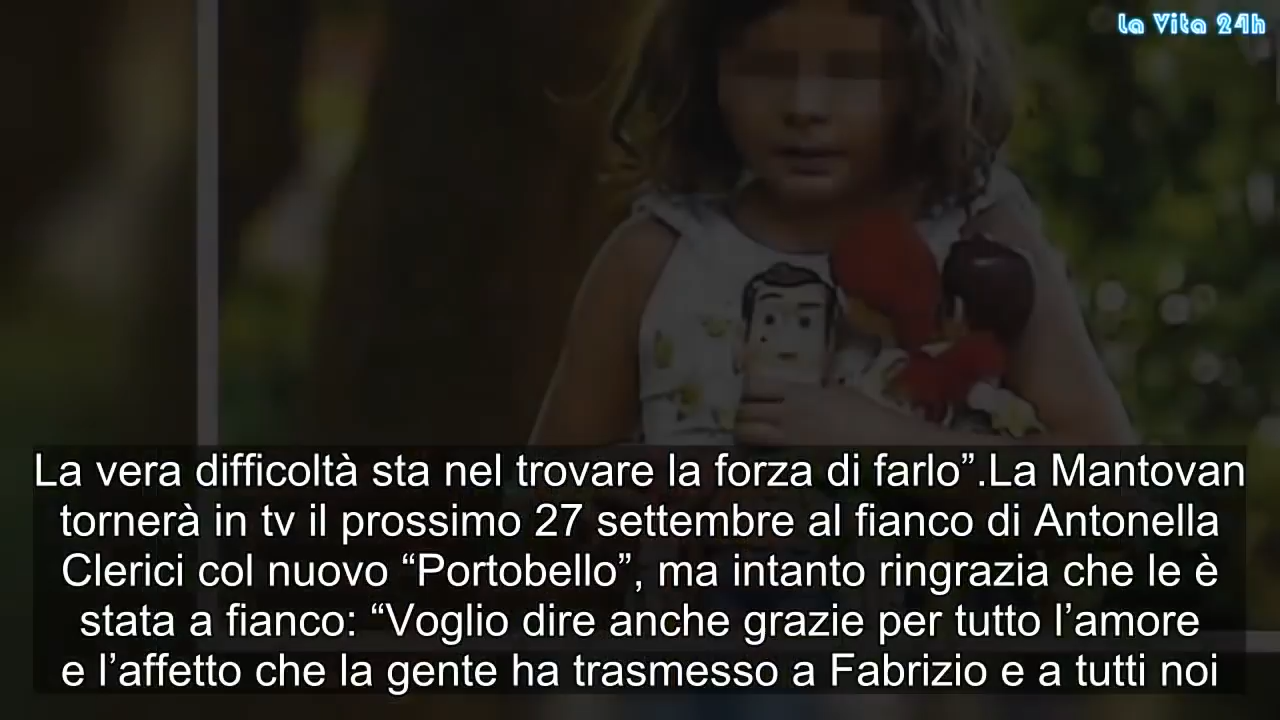 La Vita 24h
La vera difficoltà sta nel trovare la forza di farlo”.La Mantovan
tornerà in tv il prossimo 27 settembre al fianco di Antonella
Clerici col nuovo “Portobello”, ma intanto ringrazia che le è
stata a fianco: “Voglio dire anche grazie per tutto l’amore
e l’affetto che la gente ha trasmesso a Fabrizio e a tutti noi